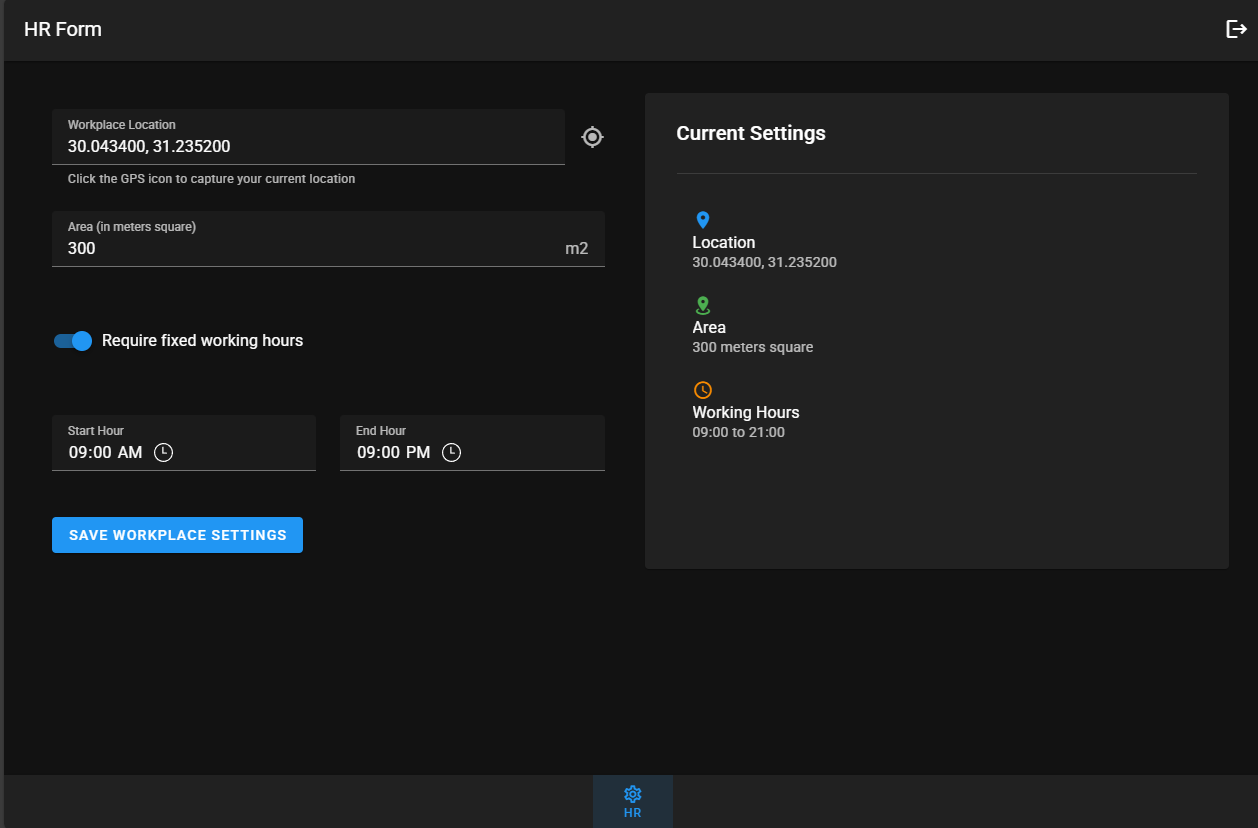 HR Form
Workplace Location
30.043400, 31.235200
Click the GPS icon to capture your current location
Area (in meters square)
300 m2
Require fixed working hours
Start Hour
09:00 AM
End Hour
09:00 PM
SAVE WORKPLACE SETTINGS
Current Settings
Location
30.043400, 31.235200
Area
300 meters square
Working Hours
09:00 to 21:00
HR